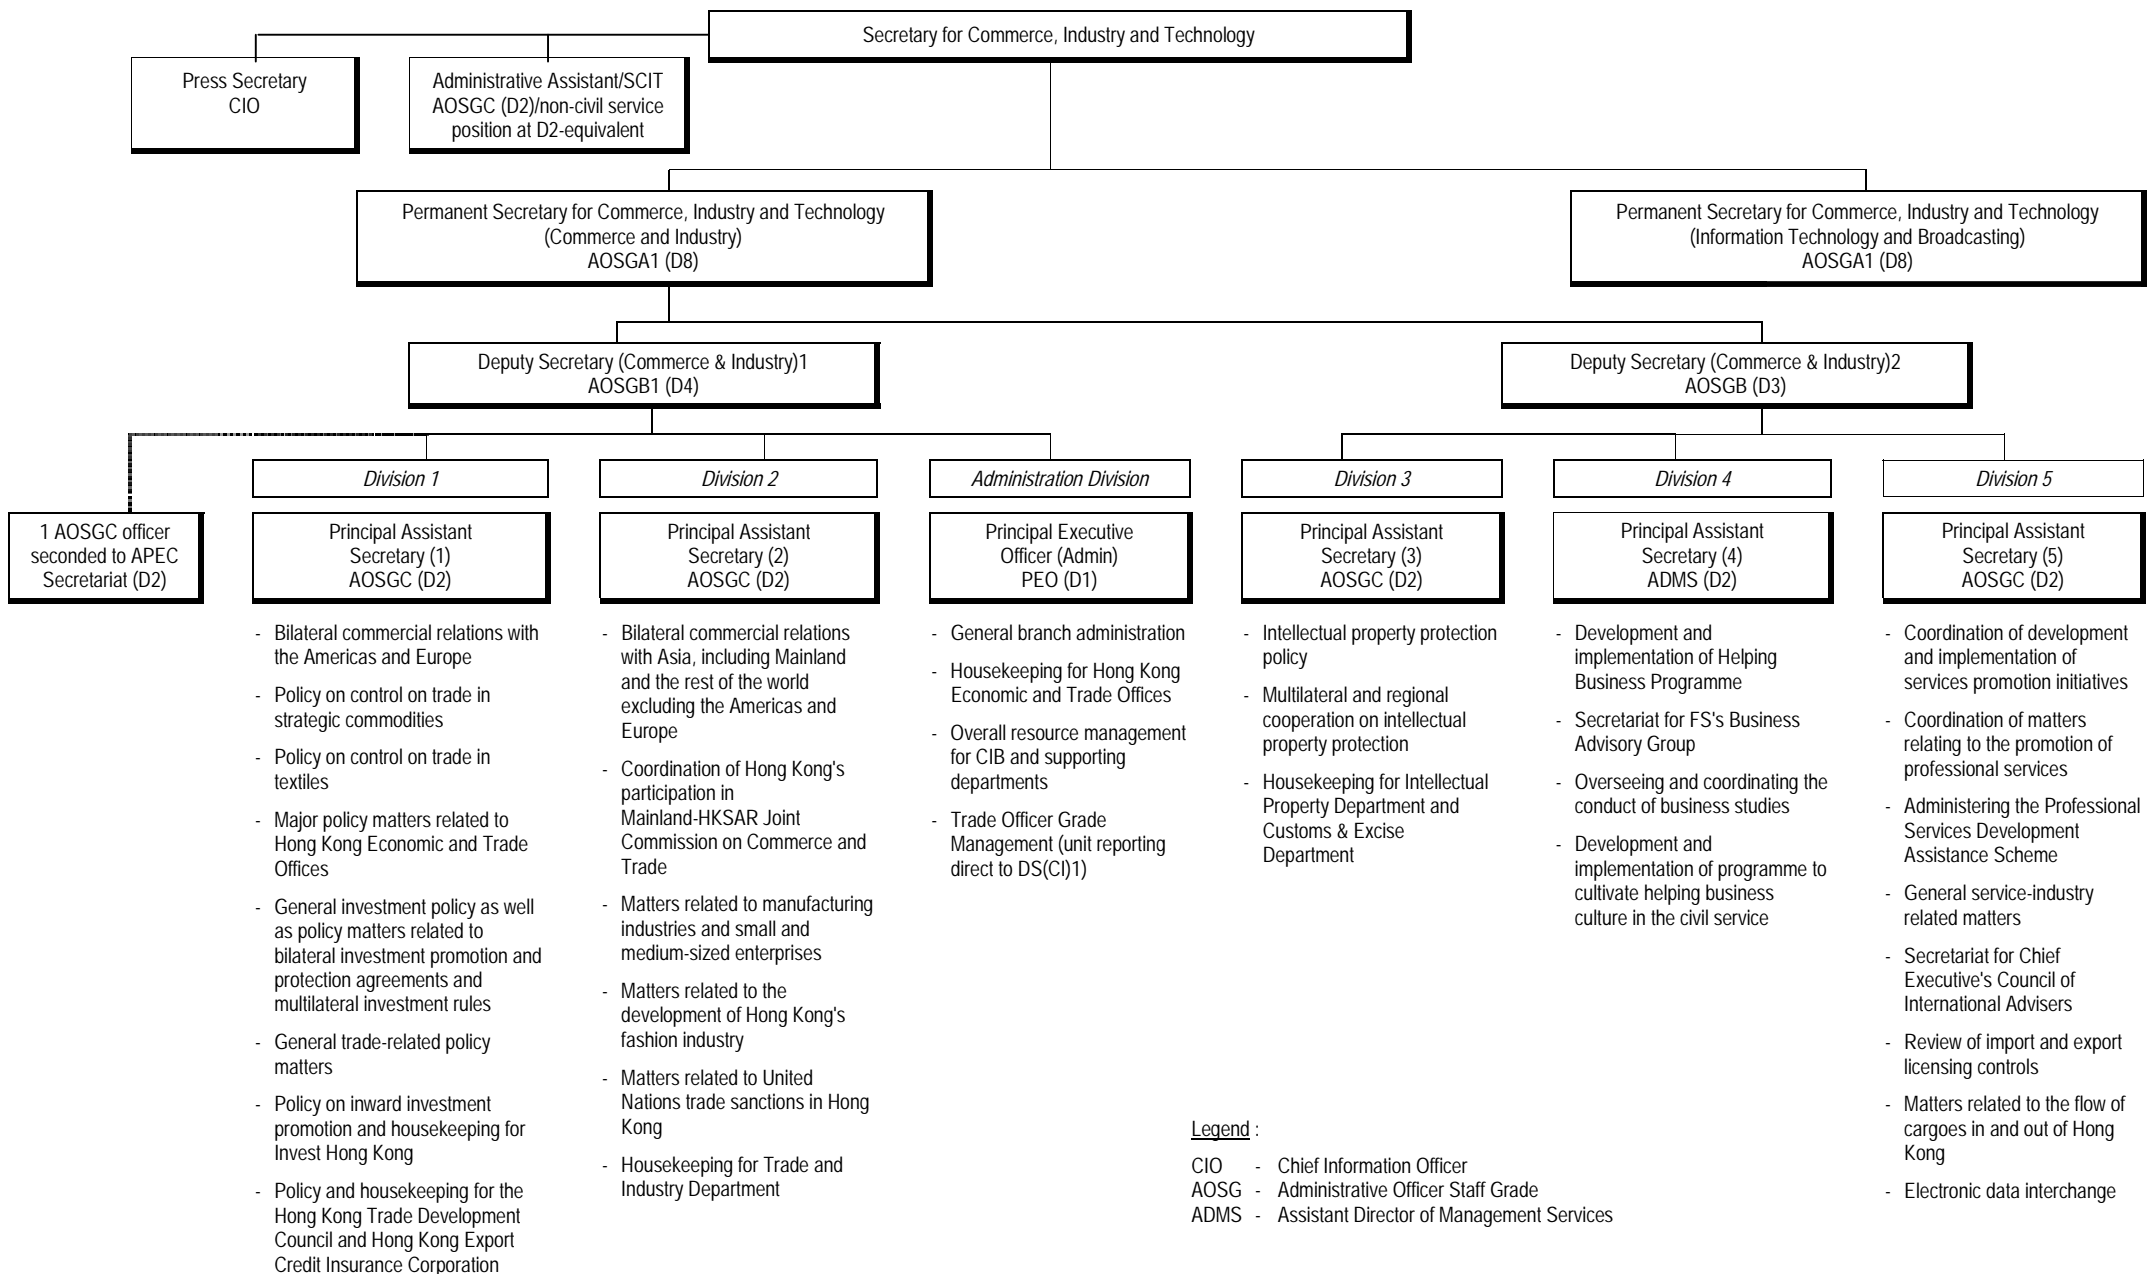 Secretary for Commerce, Industry and Technology
Press Secretary
CIO
Administrative Assistant/SCIT
AOSGC (D2)/non-civil service
position at D2-equivalent
Permanent Secretary for Commerce, Industry and Technology
(Commerce and Industry)
AOSGA1 (D8)
Permanent Secretary for Commerce, Industry and Technology
(Information Technology and Broadcasting)
AOSGA1 (D8)
Deputy Secretary (Commerce & Industry)1
AOSGB1 (D4)
Deputy Secretary (Commerce & Industry)2
AOSGB (D3)
1 AOSGC officer
seconded to APEC
Secretariat (D2)
Division 1
Principal Assistant
Secretary (1)
AOSGC (D2)
- Bilateral commercial relations with
the Americas and Europe
- Policy on control on trade in
strategic commodities
- Policy on control on trade in
textiles
- Major policy matters related to
Hong Kong Economic and Trade
Offices
- General investment policy as well
as policy matters related to
bilateral investment promotion and
protection agreements and
multilateral investment rules
- General trade-related policy
matters
- Policy on inward investment
promotion and housekeeping for
Invest Hong Kong
- Policy and housekeeping for the
Hong Kong Trade Development
Council and Hong Kong Export
Credit Insurance Corporation
Division 2
Principal Assistant
Secretary (2)
AOSGC (D2)
- Bilateral commercial relations
with Asia, including Mainland
and the rest of the world
excluding the Americas and
Europe
- Coordination of Hong Kong's
participation in
Mainland-HKSAR Joint
Commission on Commerce and
Trade
- Matters related to manufacturing
industries and small and
medium-sized enterprises
- Matters related to the
development of Hong Kong's
fashion industry
- Matters related to United
Nations trade sanctions in Hong
Kong
- Housekeeping for Trade and
Industry Department
Administration Division
Principal Executive
Officer (Admin)
PEO (D1)
- General branch administration
- Housekeeping for Hong Kong
Economic and Trade Offices
- Overall resource management
for CIB and supporting
departments
- Trade Officer Grade
Management (unit reporting
direct to DS(CI)1)
Division 3
Principal Assistant
Secretary (3)
AOSGC (D2)
- Intellectual property protection
policy
- Multilateral and regional
cooperation on intellectual
property protection
- Housekeeping for Intellectual
Property Department and
Customs & Excise
Department
Division 4
Principal Assistant
Secretary (4)
ADMS (D2)
- Development and
implementation of Helping
Business Programme
- Secretariat for FS's Business
Advisory Group
- Overseeing and coordinating the
conduct of business studies
- Development and
implementation of programme to
cultivate helping business
culture in the civil service
Division 5
Principal Assistant
Secretary (5)
AOSGC (D2)
- Coordination of development
and implementation of
services promotion initiatives
- Coordination of matters
relating to the promotion of
professional services
- Administering the Professional
Services Development
Assistance Scheme
- General service-industry
related matters
- Secretariat for Chief
Executive's Council of
International Advisers
- Review of import and export
licensing controls
- Matters related to the flow of
cargoes in and out of Hong
Kong
- Electronic data interchange
Legend :
CIO - Chief Information Officer
AOSG - Administrative Officer Staff Grade
ADMS - Assistant Director of Management Services